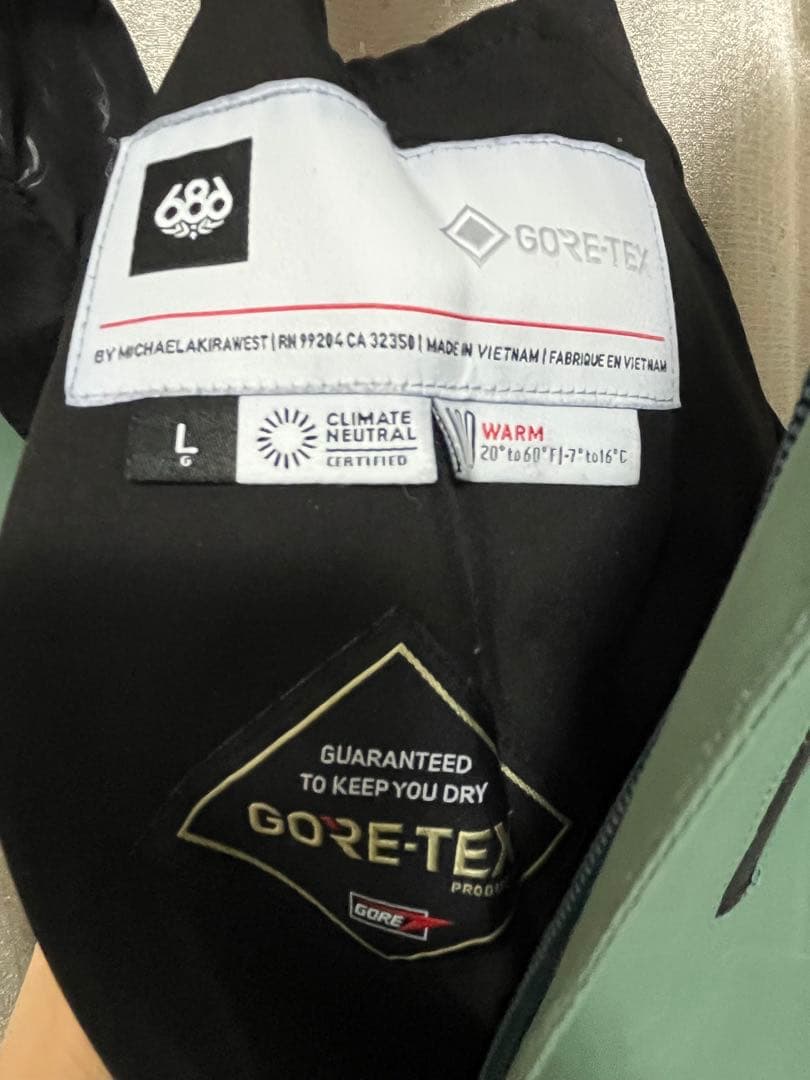 686
GORE-TEX
BY MICHAELAKIRAWEST | RN 99204 CA 32350 | MADE IN VIETNAM | FABRIQUE EN VIETNAM
L
G
CLIMATE
NEUTRAL
CERTIFIED
WARM
20° to 60°F|-7° to 16°C
GUARANTEED
TO KEEP YOU DRY
GORE-TEX
GORE